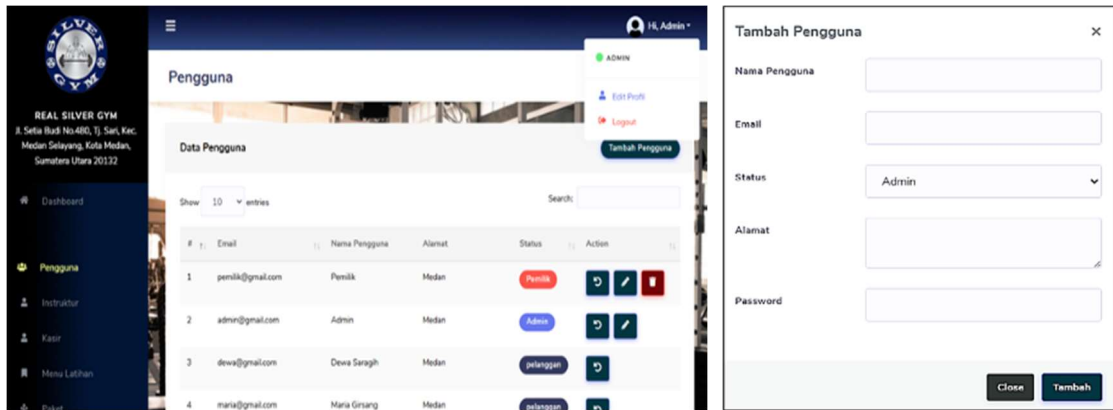 SILVER
GYM
REAL SILVER GYM
Jl. Setia Budi No.480, Tj. Sari, Kec.
Medan Selayang, Kota Medan,
Sumatera Utara 20132
Dashboard
Pengguna
Instruktur
Kasir
Menu Latihan
Paket
Hi, Admin
ADMIN
Edit Profil
Logout
Pengguna
Data Pengguna
Tambah Pengguna
Show 10 entries
Search:
# Email Nama Pengguna Alamat Status Action
1 pemilik@gmail.com Pemilik Medan Pemilik
2 admin@gmail.com Admin Medan Admin
3 dewa@gmail.com Dewa Saragih Medan pelanggan
4 maria@gmail.com Maria Girsang Medan pelanggan
Tambah Pengguna ×
Nama Pengguna
Email
Status Admin
Alamat
Password
Close Tambah